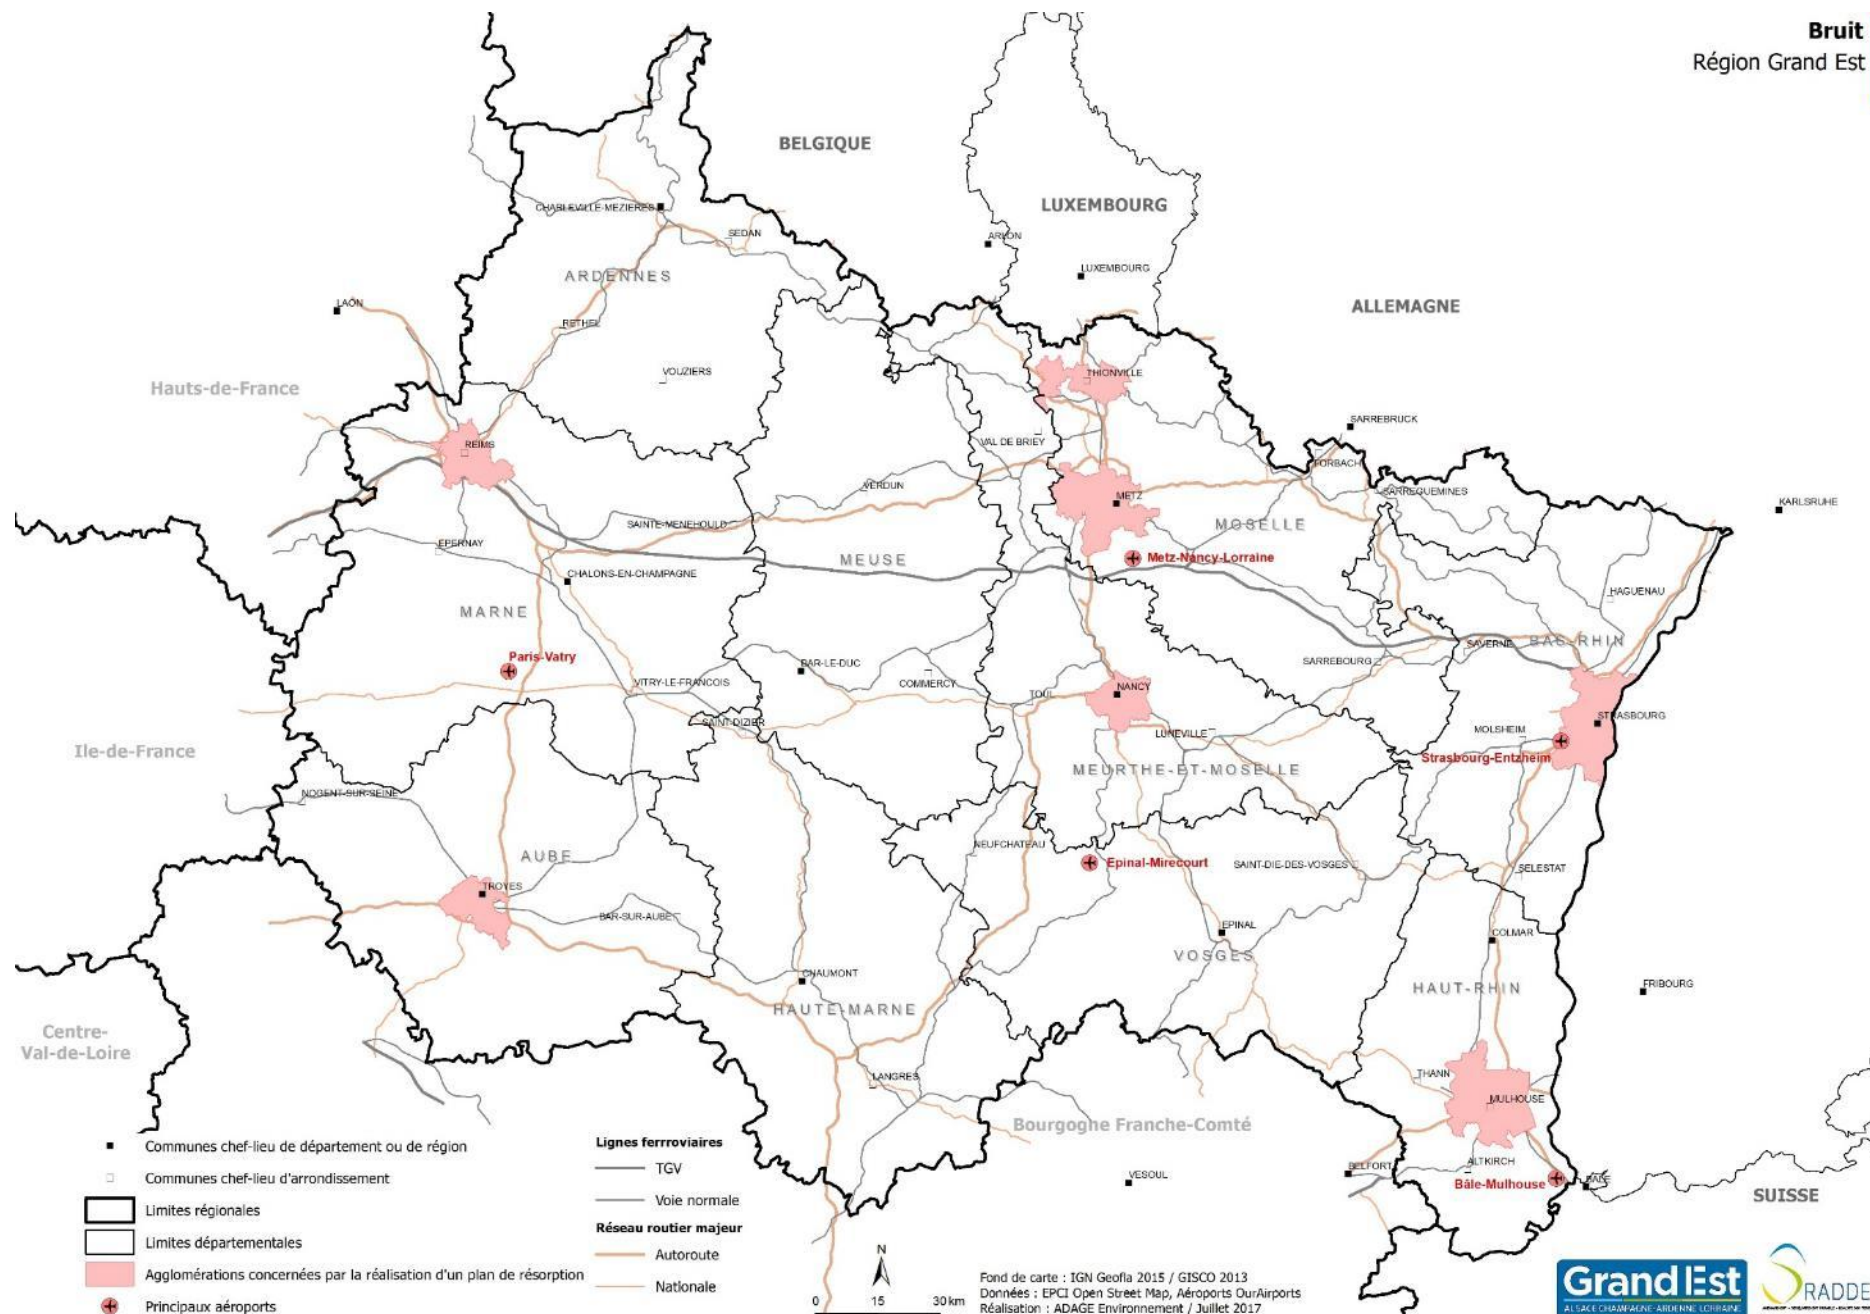 Bruit
Région Grand Est
BELGIQUE
LUXEMBOURG
CHARLEVILLE-MEZIERES
SEDAN
ARLON
LUXEMBOURG
ARDENNES
LAON
ALLEMAGNE
RETHEL
VOUZIERS
THIONVILLE
Hauts-de-France
SARREBRUCK
REIMS
VAL DE BRIEY
FORBACH
VERDUN
SARREGUEMINES
METZ
KARLSRUHE
SAINTE-MENEHOULD
MOSELLE
EPERNAY
MEUSE
Metz-Nancy-Lorraine
CHALONS-EN-CHAMPAGNE
HAGUENAU
MARNE
BAS-RHIN
SAVERNE
Paris-Vatry
BAR-LE-DUC
SARREBOURG
VITRY-LE-FRANCOIS
COMMERCY
TOUL
NANCY
SAINT-DIZIER
STRASBOURG
LUNEVILLE
MOLSHEIM
Ile-de-France
Strasbourg-Entzheim
MEURTHE-ET-MOSELLE
NOGENT-SUR-SEINE
NEUFCHATEAU
AUBE
Epinal-Mirecourt
SAINT-DIE-DES-VOSGES
SELESTAT
TROYES
BAR-SUR-AUBE
EPINAL
COLMAR
VOSGES
CHAUMONT
HAUT-RHIN
FRIBOURG
HAUTE-MARNE
Centre-
Val-de-Loire
LANGRES
THANN
MULHOUSE
Bourgoghe Franche-Comté
ALTKIRCH
BELFORT
VESOUL
Bâle-Mulhouse
BALE
SUISSE
Communes chef-lieu de département ou de région
Communes chef-lieu d'arrondissement
Limites régionales
Limites départementales
Agglomérations concernées par la réalisation d'un plan de résorption
Principaux aéroports
Lignes ferrroviaires
TGV
Voie normale
Réseau routier majeur
Autoroute
Nationale
N
0 15 30 km
Fond de carte : IGN Geofla 2015 / GISCO 2013
Données : EPCI Open Street Map, Aéroports OurAirports
Réalisation : ADAGE Environnement / Juillet 2017
Grand Est
ALSACE CHAMPAGNE-ARDENNE LORRAINE
SRADDE